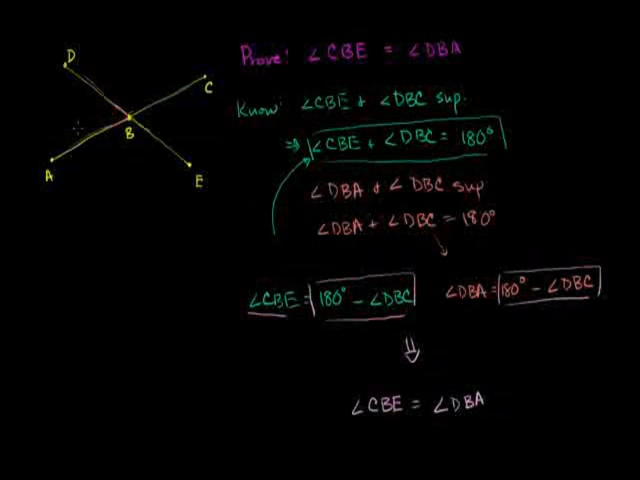 D
C
B
A
E
Prove: ∠CBE = ∠DBA
Know: ∠CBE + ∠DBC sup.
⇒ ∠CBE + ∠DBC = 180°
∠DBA + ∠DBC sup
∠DBA + ∠DBC = 180°
∠CBE = 180° - ∠DBC
∠DBA = 180° - ∠DBC
⇓
∠CBE = ∠DBA